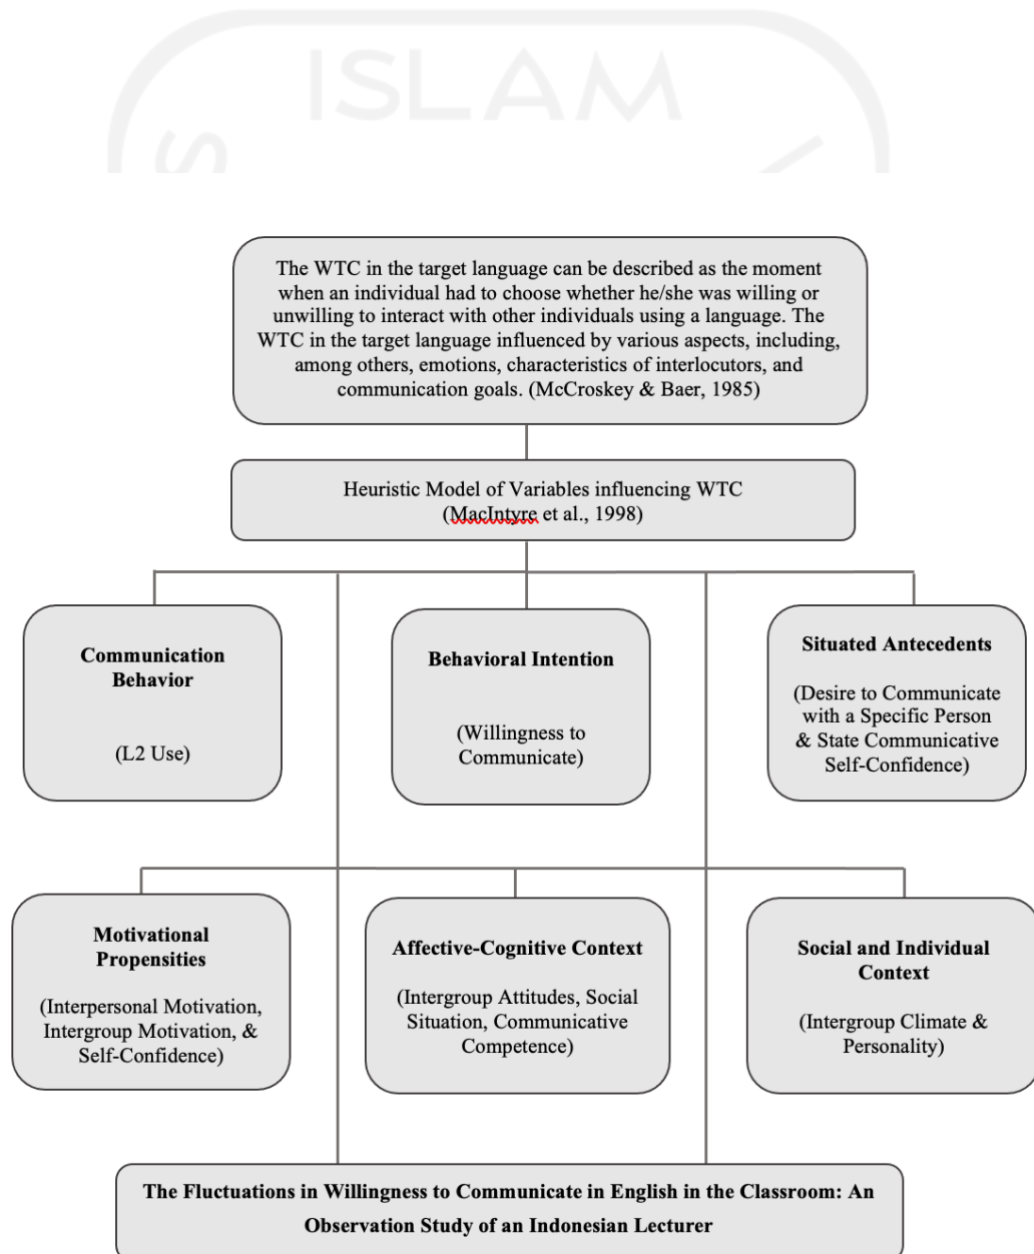 ISLAM
S
The WTC in the target language can be described as the moment
when an individual had to choose whether he/she was willing or
unwilling to interact with other individuals using a language. The
WTC in the target language influenced by various aspects, including,
among others, emotions, characteristics of interlocutors, and
communication goals. (McCroskey & Baer, 1985)
Heuristic Model of Variables influencing WTC
(MacIntyre et al., 1998)
Communication
Behavior
(L2 Use)
Behavioral Intention
(Willingness to
Communicate)
Situated Antecedents
(Desire to Communicate
with a Specific Person
& State Communicative
Self-Confidence)
Motivational
Propensities
(Interpersonal Motivation,
Intergroup Motivation, &
Self-Confidence)
Affective-Cognitive Context
(Intergroup Attitudes, Social
Situation, Communicative
Competence)
Social and Individual
Context
(Intergroup Climate &
Personality)
The Fluctuations in Willingness to Communicate in English in the Classroom: An
Observation Study of an Indonesian Lecturer